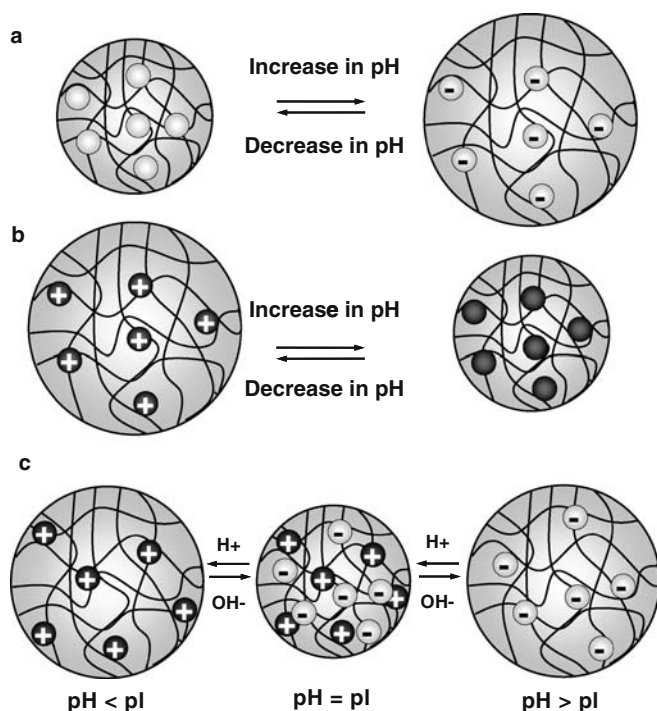 a
Increase in pH
Decrease in pH
- - - - - -
b
+ + + + + +
Increase in pH
Decrease in pH
c
+ + + + + + +
H+
OH-
+ - + - + - - + - + -
H+
OH-
- - - - - - -
pH < pI
pH = pI
pH > pI